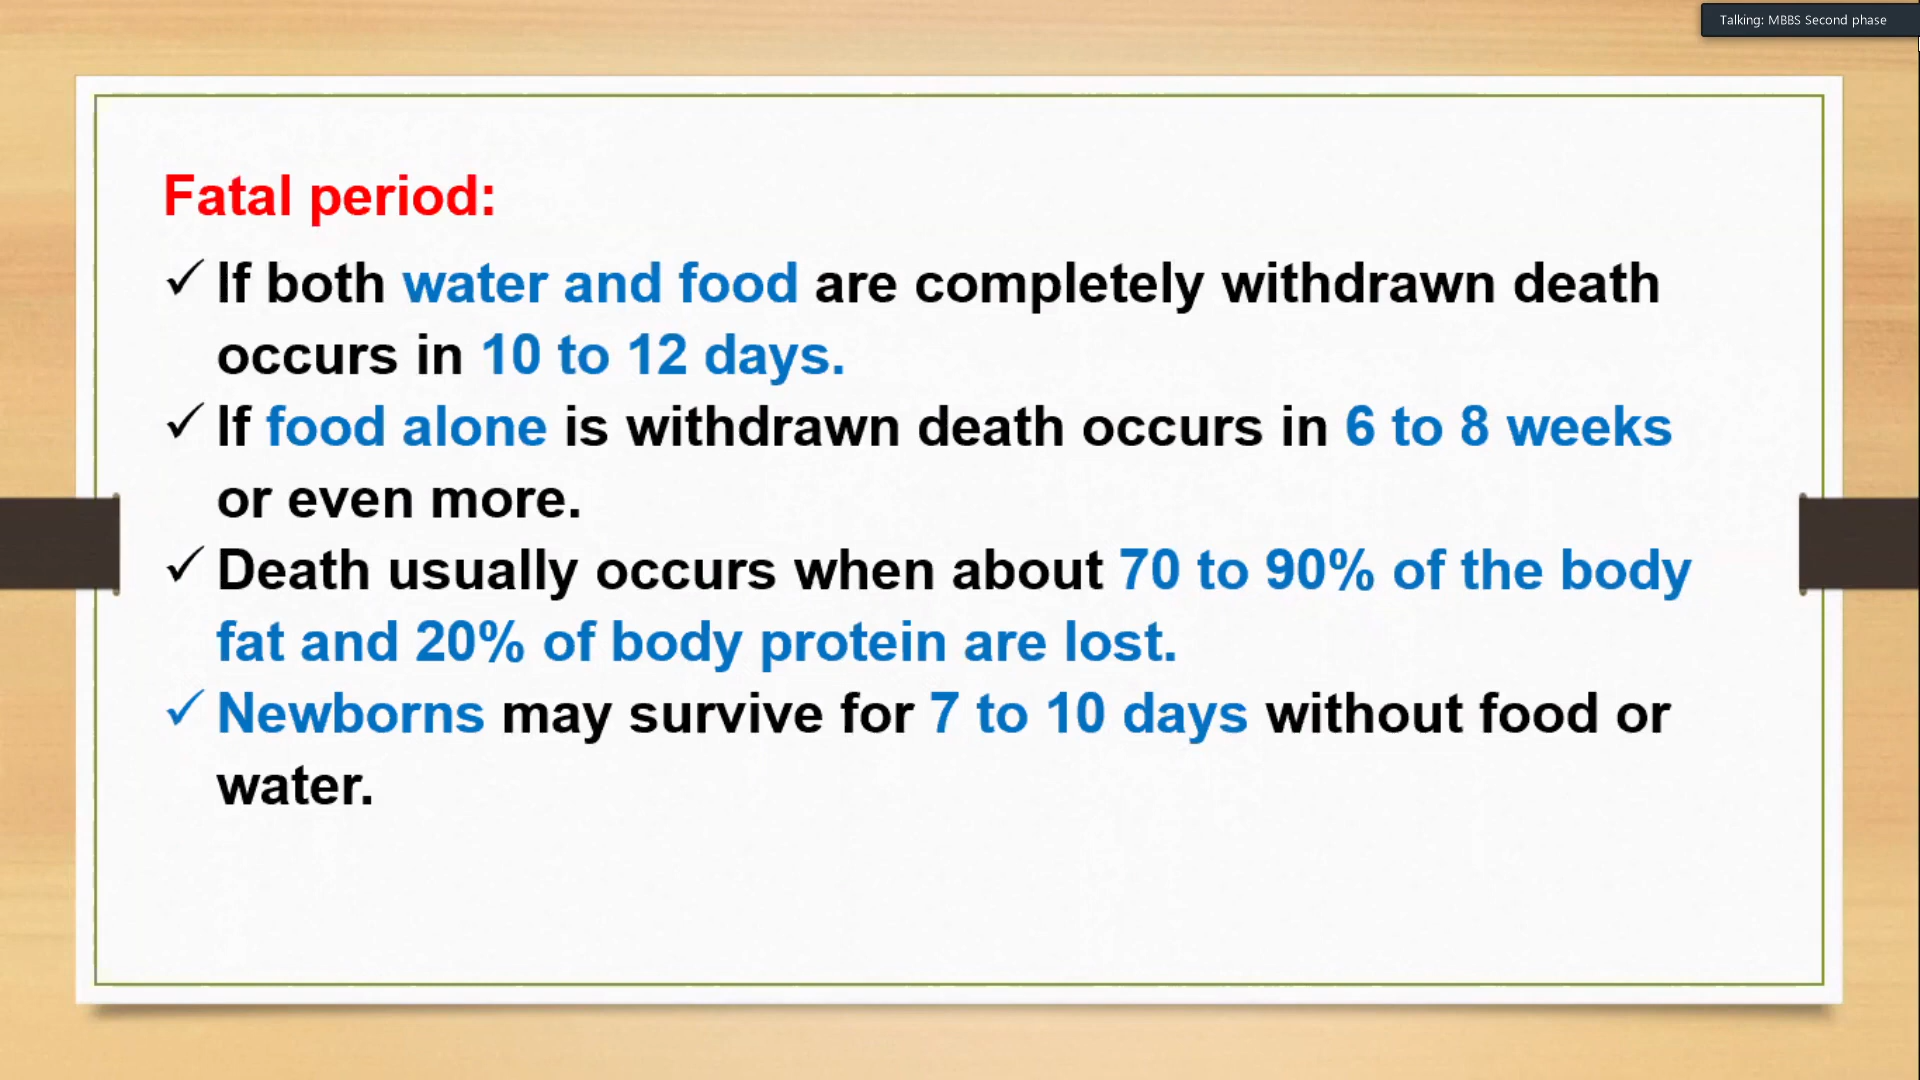 Talking: MBBS Second phase
Fatal period:
✓ If both water and food are completely withdrawn death
occurs in 10 to 12 days.
✓ If food alone is withdrawn death occurs in 6 to 8 weeks
or even more.
✓ Death usually occurs when about 70 to 90% of the body
fat and 20% of body protein are lost.
✓ Newborns may survive for 7 to 10 days without food or
water.